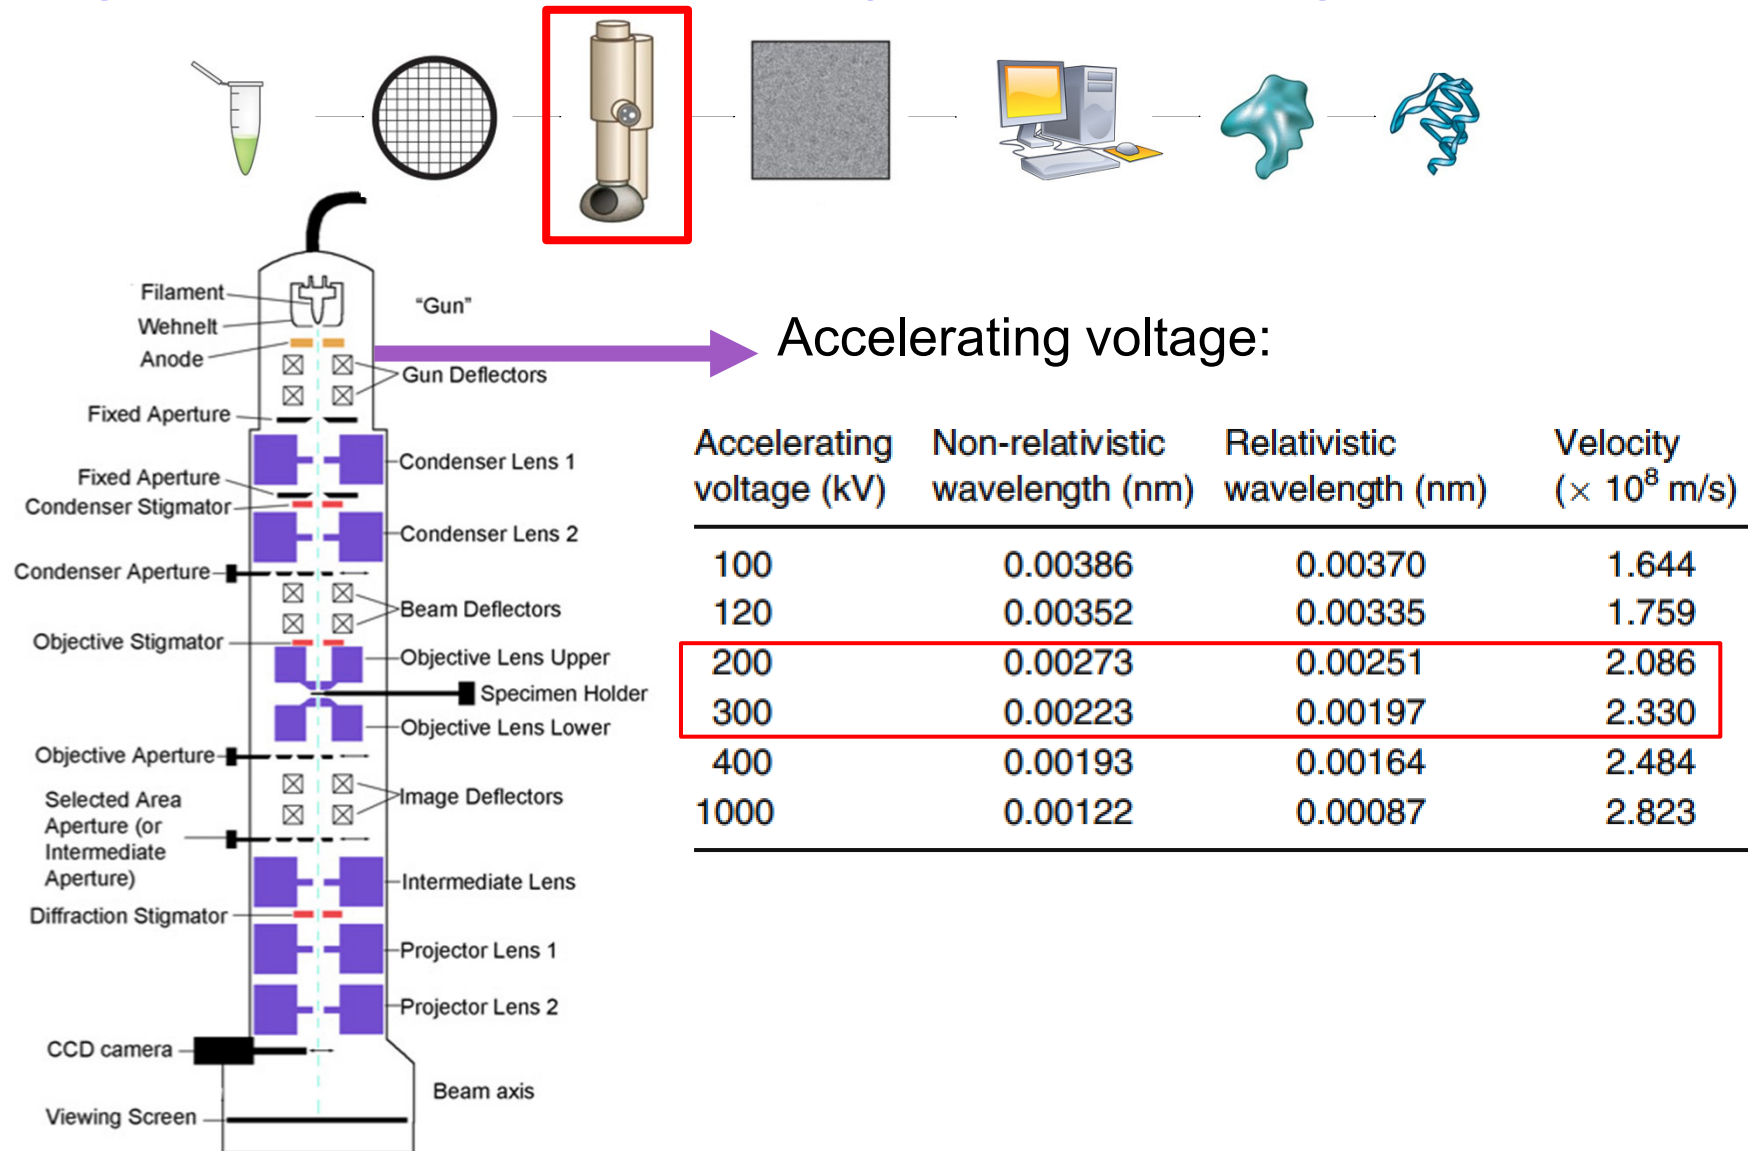 Filament
"Gun"
Wehnelt
Anode
Gun Deflectors
Fixed Aperture
Condenser Lens 1
Fixed Aperture
Condenser Stigmator
Condenser Lens 2
Condenser Aperture
Beam Deflectors
Objective Stigmator
Objective Lens Upper
Specimen Holder
Objective Lens Lower
Objective Aperture
Image Deflectors
Selected Area
Aperture (or
Intermediate
Aperture)
Intermediate Lens
Diffraction Stigmator
Projector Lens 1
Projector Lens 2
CCD camera
Beam axis
Viewing Screen
Accelerating voltage:
Accelerating Non-relativistic Relativistic Velocity
voltage (kV) wavelength (nm) wavelength (nm) (× 10⁸ m/s)
100 0.00386 0.00370 1.644
120 0.00352 0.00335 1.759
200 0.00273 0.00251 2.086
300 0.00223 0.00197 2.330
400 0.00193 0.00164 2.484
1000 0.00122 0.00087 2.823